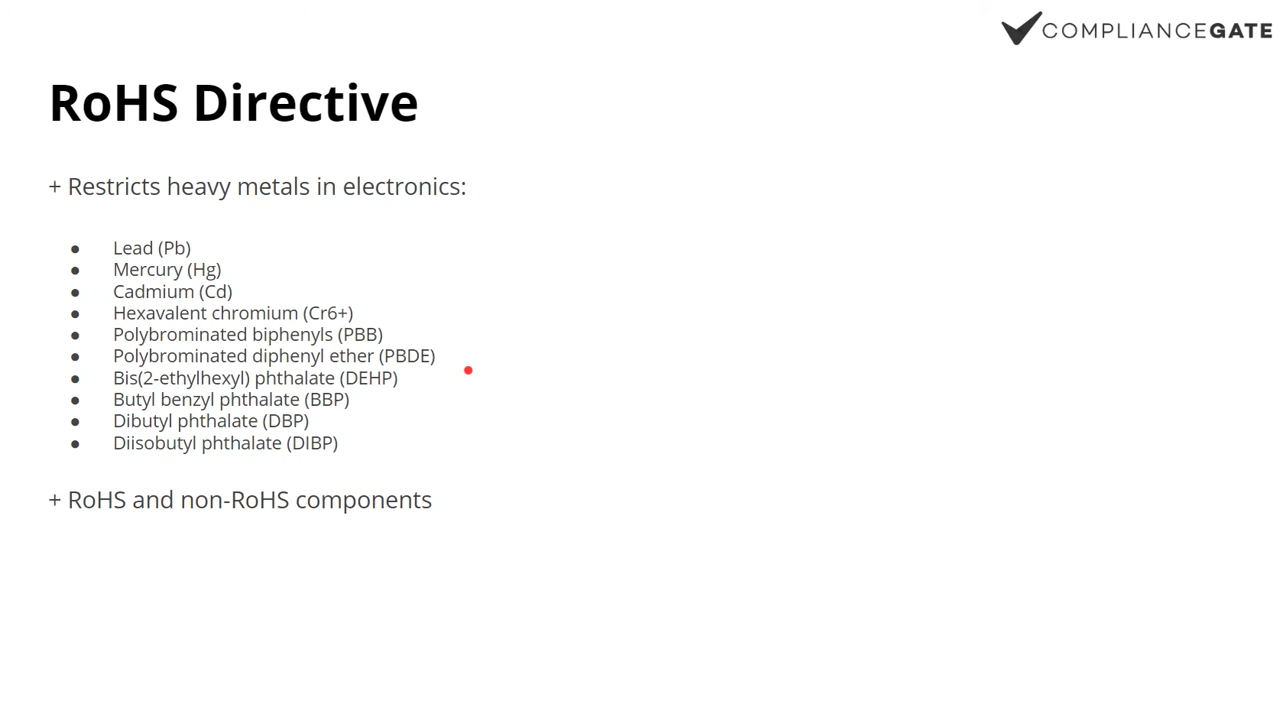 COMPLIANCEGATE
RoHS Directive
+ Restricts heavy metals in electronics:
● Lead (Pb)
● Mercury (Hg)
● Cadmium (Cd)
● Hexavalent chromium (Cr6+)
● Polybrominated biphenyls (PBB)
● Polybrominated diphenyl ether (PBDE)
● Bis(2-ethylhexyl) phthalate (DEHP)
● Butyl benzyl phthalate (BBP)
● Dibutyl phthalate (DBP)
● Diisobutyl phthalate (DIBP)
+ RoHS and non-RoHS components